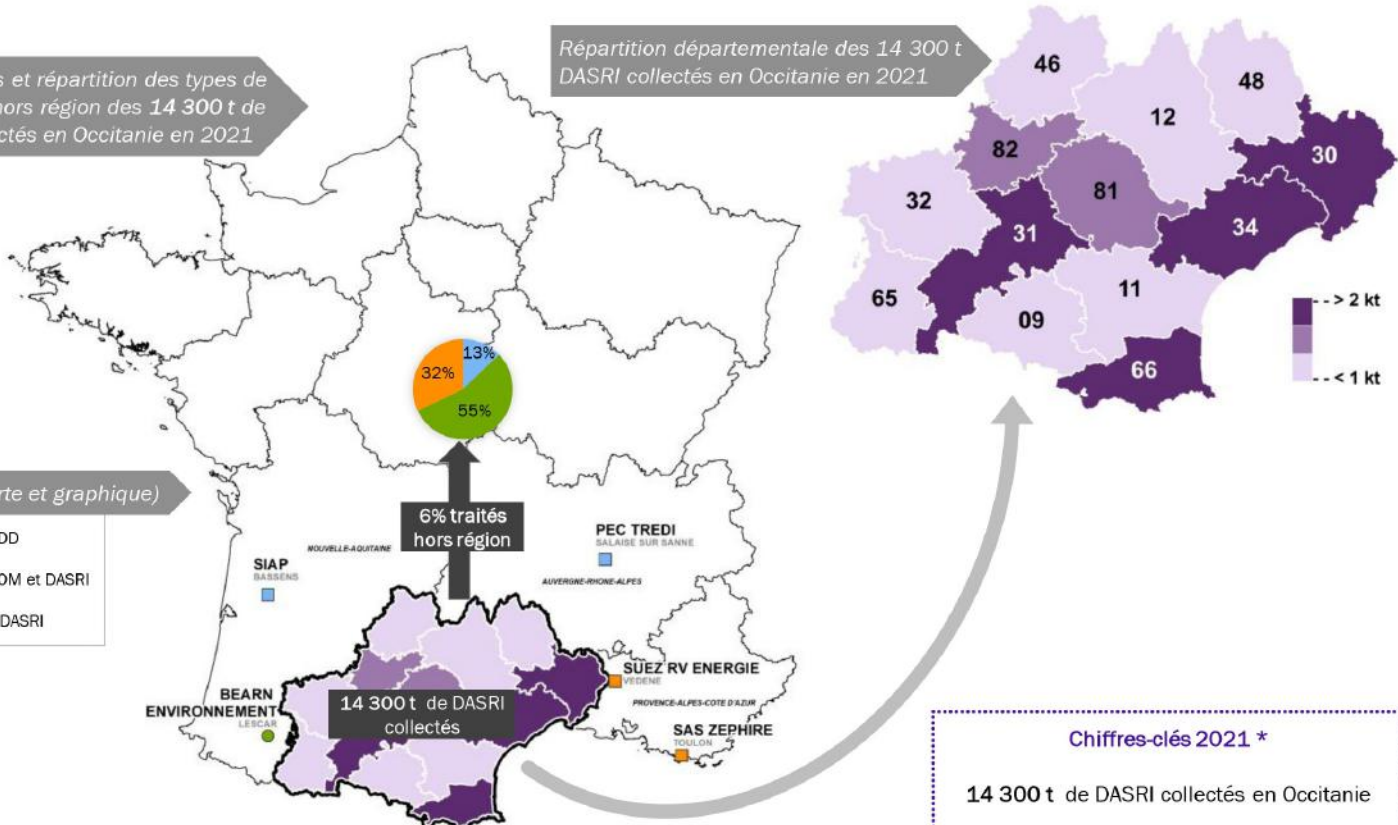 s et répartition des types de
hors région des 14 300 t de
ctés en Occitanie en 2021
Répartition départementale des 14 300 t
DASRI collectés en Occitanie en 2021
46
48
12
82
30
32
81
31
34
65
11
09
66
--> 2 kt
--< 1 kt
13%
32%
55%
6% traités
hors région
rte et graphique)
DD
OM et DASRI
DASRI
NOUVELLE-AQUITAINE
SIAP
BASSENS
PEC TREDI
SALAISE SUR SANNE
AUVERGNE-RHONE-ALPES
SUEZ RV ENERGIE
VEDENE
PROVENCE-ALPES-COTE D'AZUR
SAS ZEPHIRE
TOULON
BEARN
ENVIRONNEMENT
LESCAR
14 300 t de DASRI
collectés
Chiffres-clés 2021 *
14 300 t de DASRI collectés en Occitanie